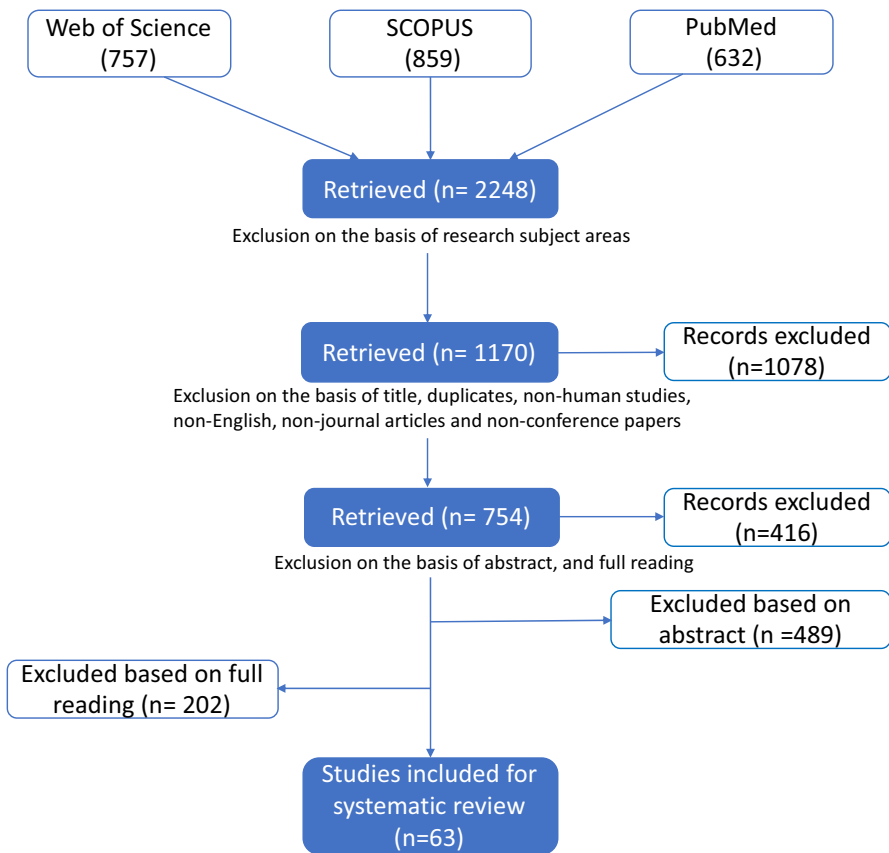 Web of Science
(757)
SCOPUS
(859)
PubMed
(632)
Retrieved (n= 2248)
Exclusion on the basis of research subject areas
Retrieved (n= 1170)
Records excluded
(n=1078)
Exclusion on the basis of title, duplicates, non-human studies,
non-English, non-journal articles and non-conference papers
Retrieved (n= 754)
Records excluded
(n=416)
Exclusion on the basis of abstract, and full reading
Excluded based on
abstract (n =489)
Excluded based on full
reading (n= 202)
Studies included for
systematic review
(n=63)